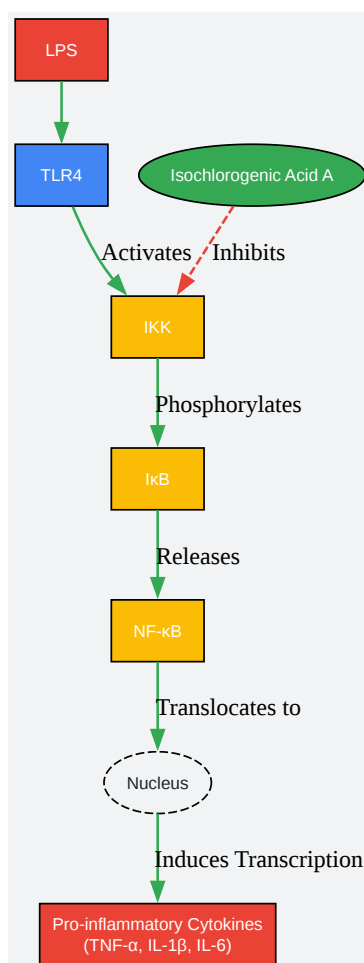 LPS
TLR4
Isochlorogenic Acid A
Activates
Inhibits
IKK
Phosphorylates
IκB
Releases
NF-κB
Translocates to
Nucleus
Induces Transcription
Pro-inflammatory Cytokines
(TNF-α, IL-1β, IL-6)